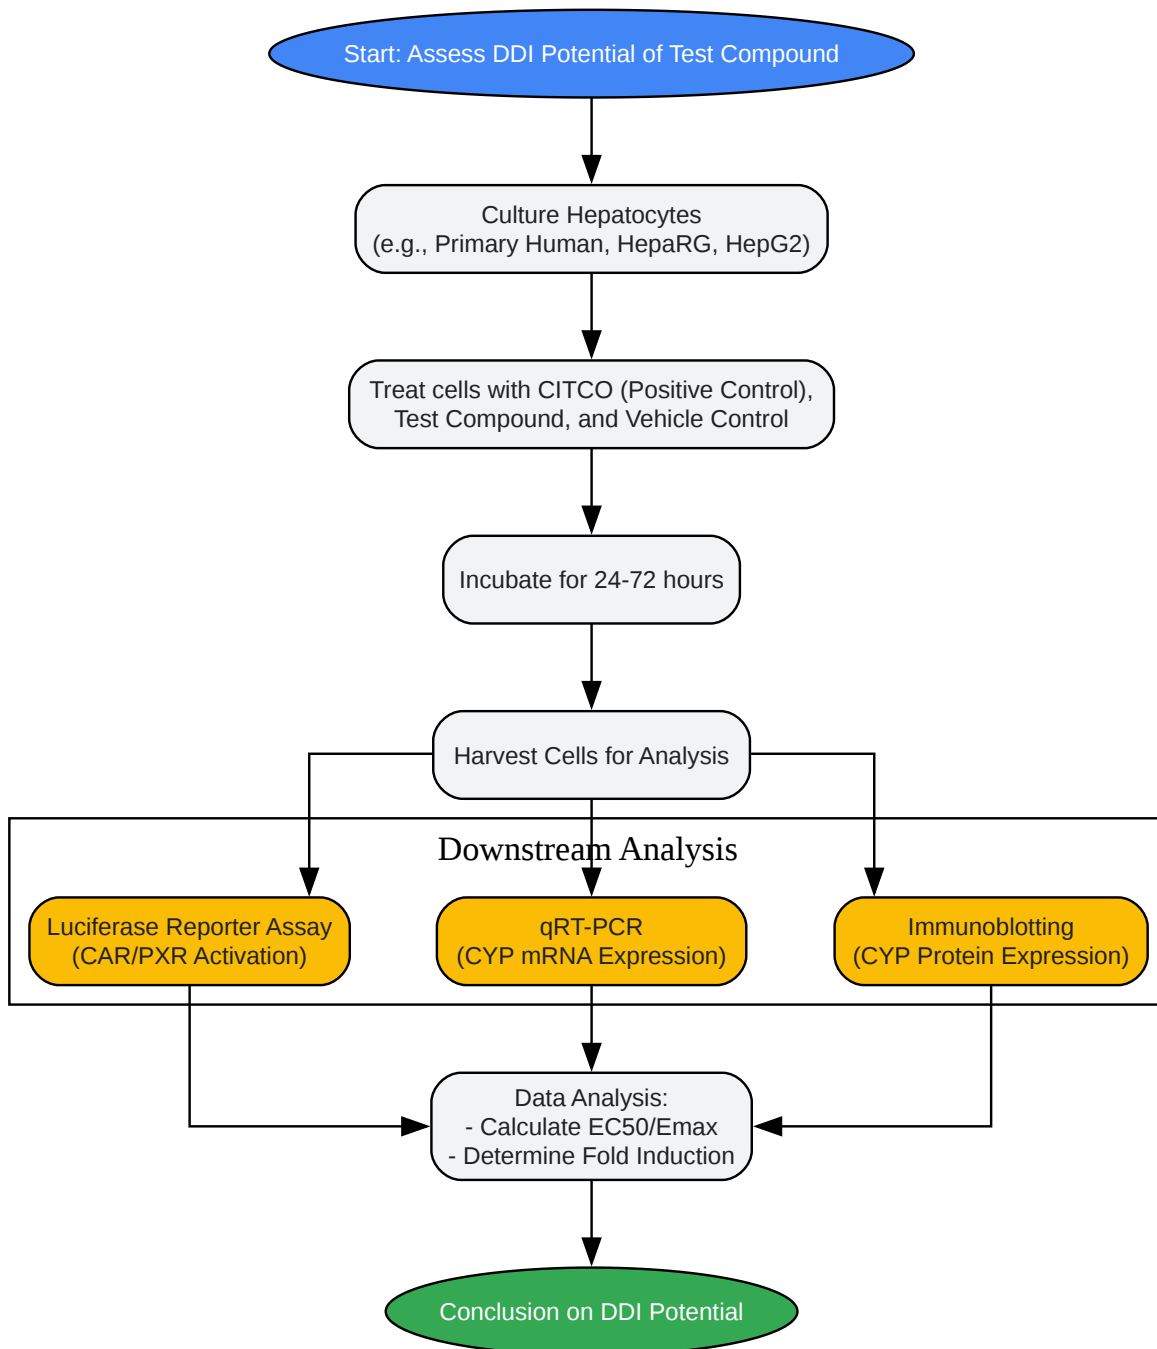 Start: Assess DDI Potential of Test Compound
Culture Hepatocytes
(e.g., Primary Human, HepaRG, HepG2)
Treat cells with CITCO (Positive Control),
Test Compound, and Vehicle Control
Incubate for 24-72 hours
Harvest Cells for Analysis
Downstream Analysis
Luciferase Reporter Assay
(CAR/PXR Activation)
qRT-PCR
(CYP mRNA Expression)
Immunoblotting
(CYP Protein Expression)
Data Analysis:
- Calculate EC50/Emax
- Determine Fold Induction
Conclusion on DDI Potential